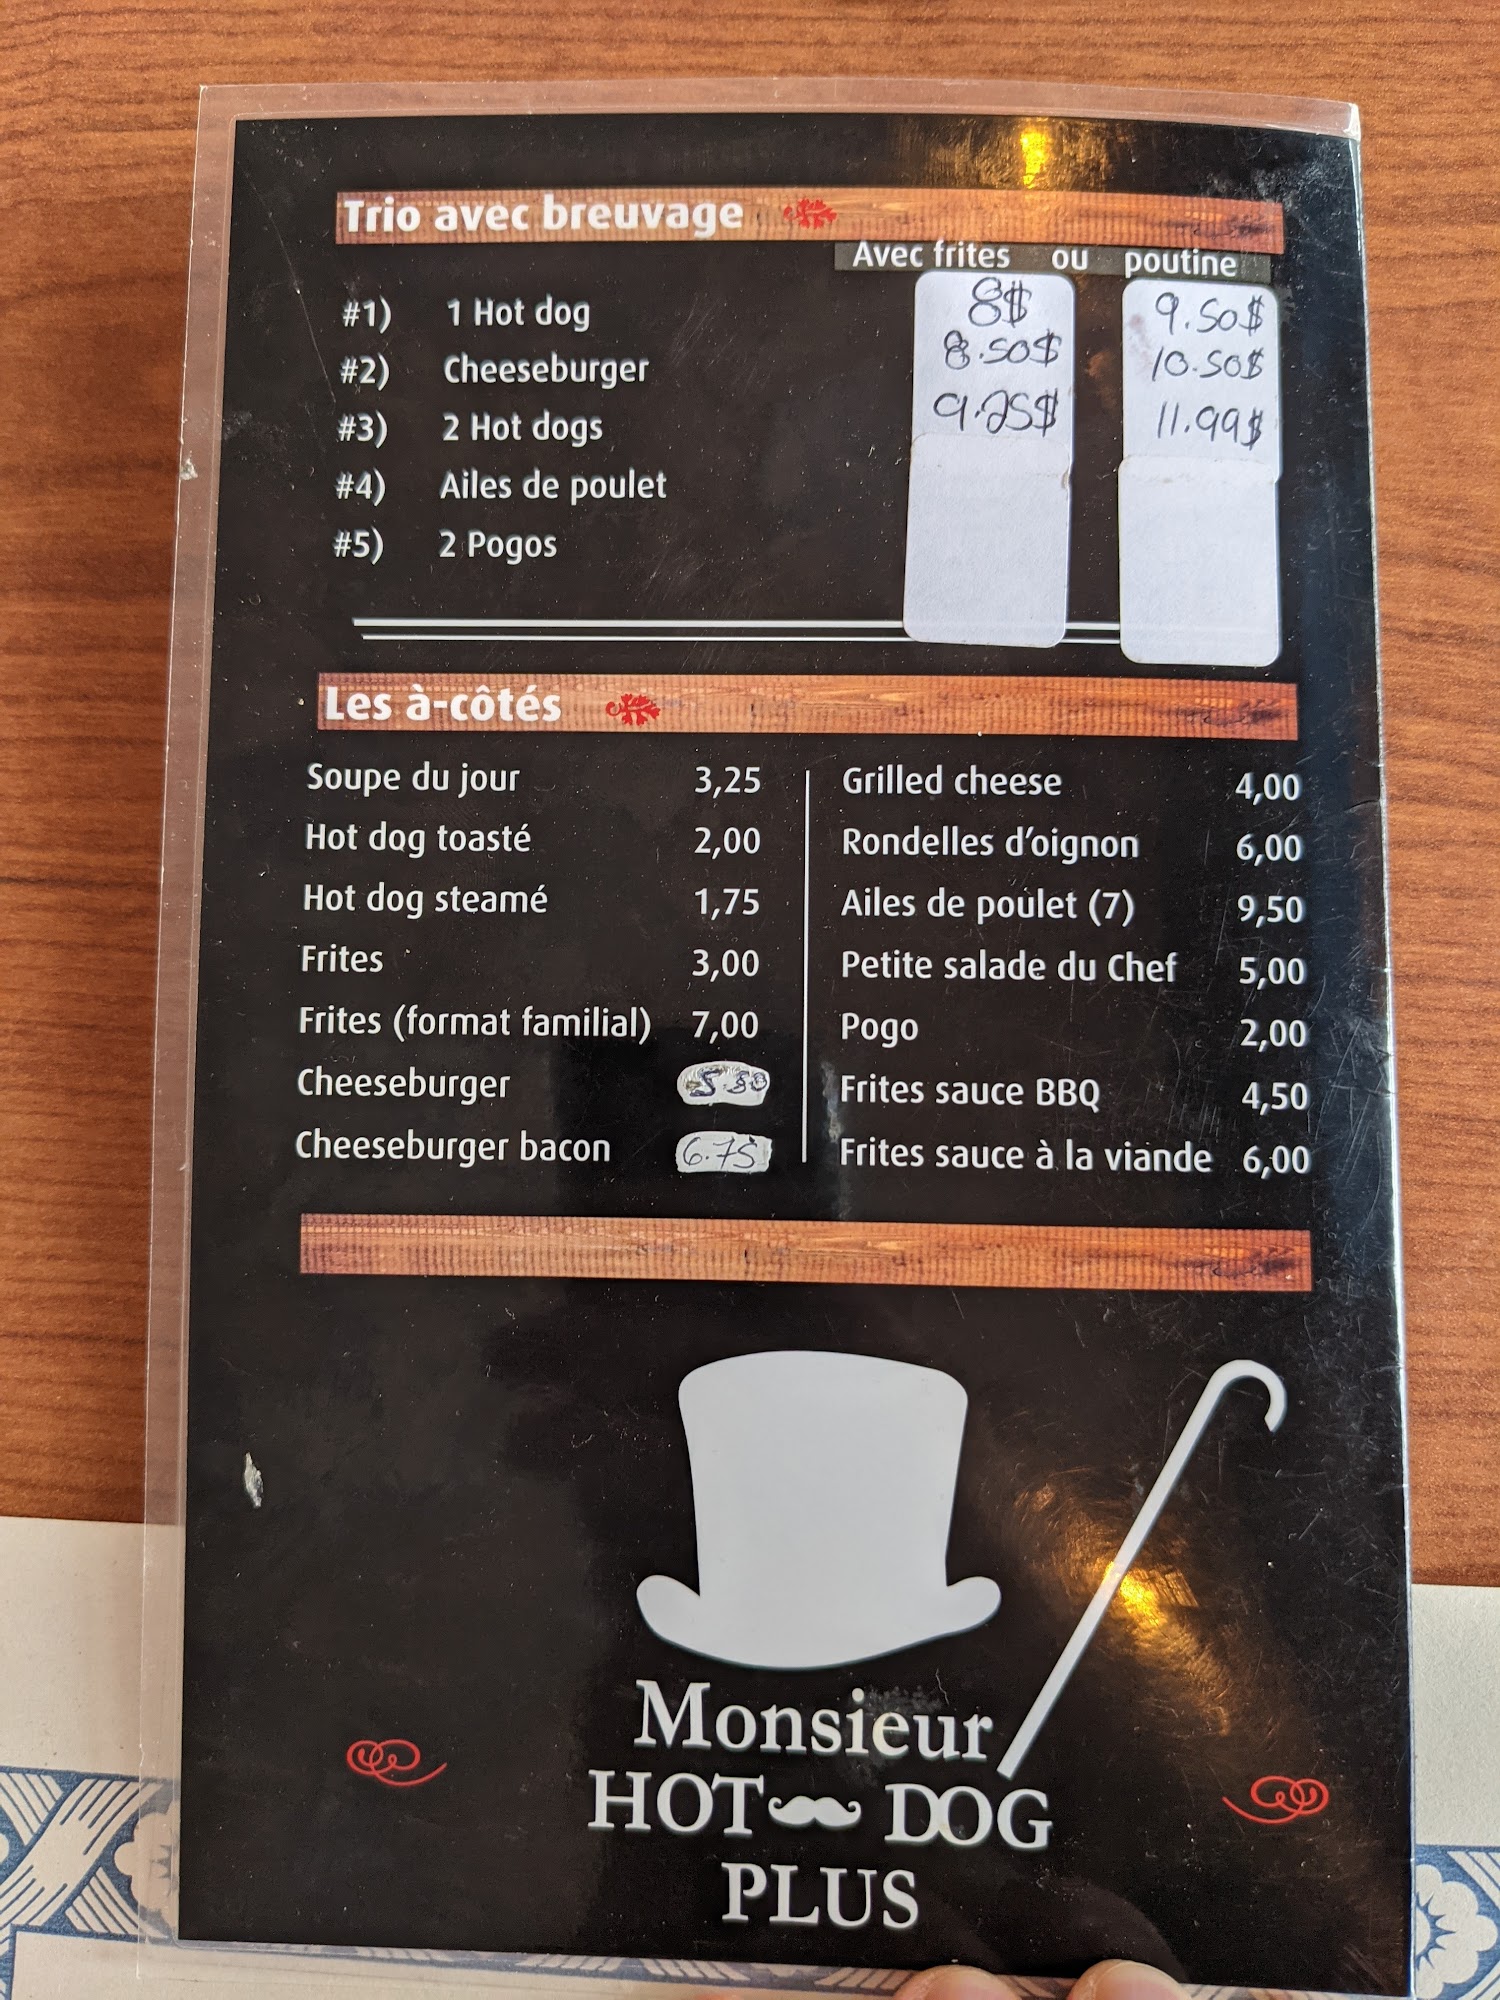 Trio avec breuvage
Avec frites ou poutine
#1) 1 Hot dog 8$ 9.50$
#2) Cheeseburger 8.50$ 10.50$
#3) 2 Hot dogs 9.25$ 11.99$
#4) Ailes de poulet
#5) 2 Pogos
Les à-côtés
Soupe du jour 3,25
Hot dog toasté 2,00
Hot dog steamé 1,75
Frites 3,00
Frites (format familial) 7,00
Cheeseburger
Cheeseburger bacon 6.75
Grilled cheese 4,00
Rondelles d'oignon 6,00
Ailes de poulet (7) 9,50
Petite salade du Chef 5,00
Pogo 2,00
Frites sauce BBQ 4,50
Frites sauce à la viande 6,00
Monsieur
HOT DOG
PLUS